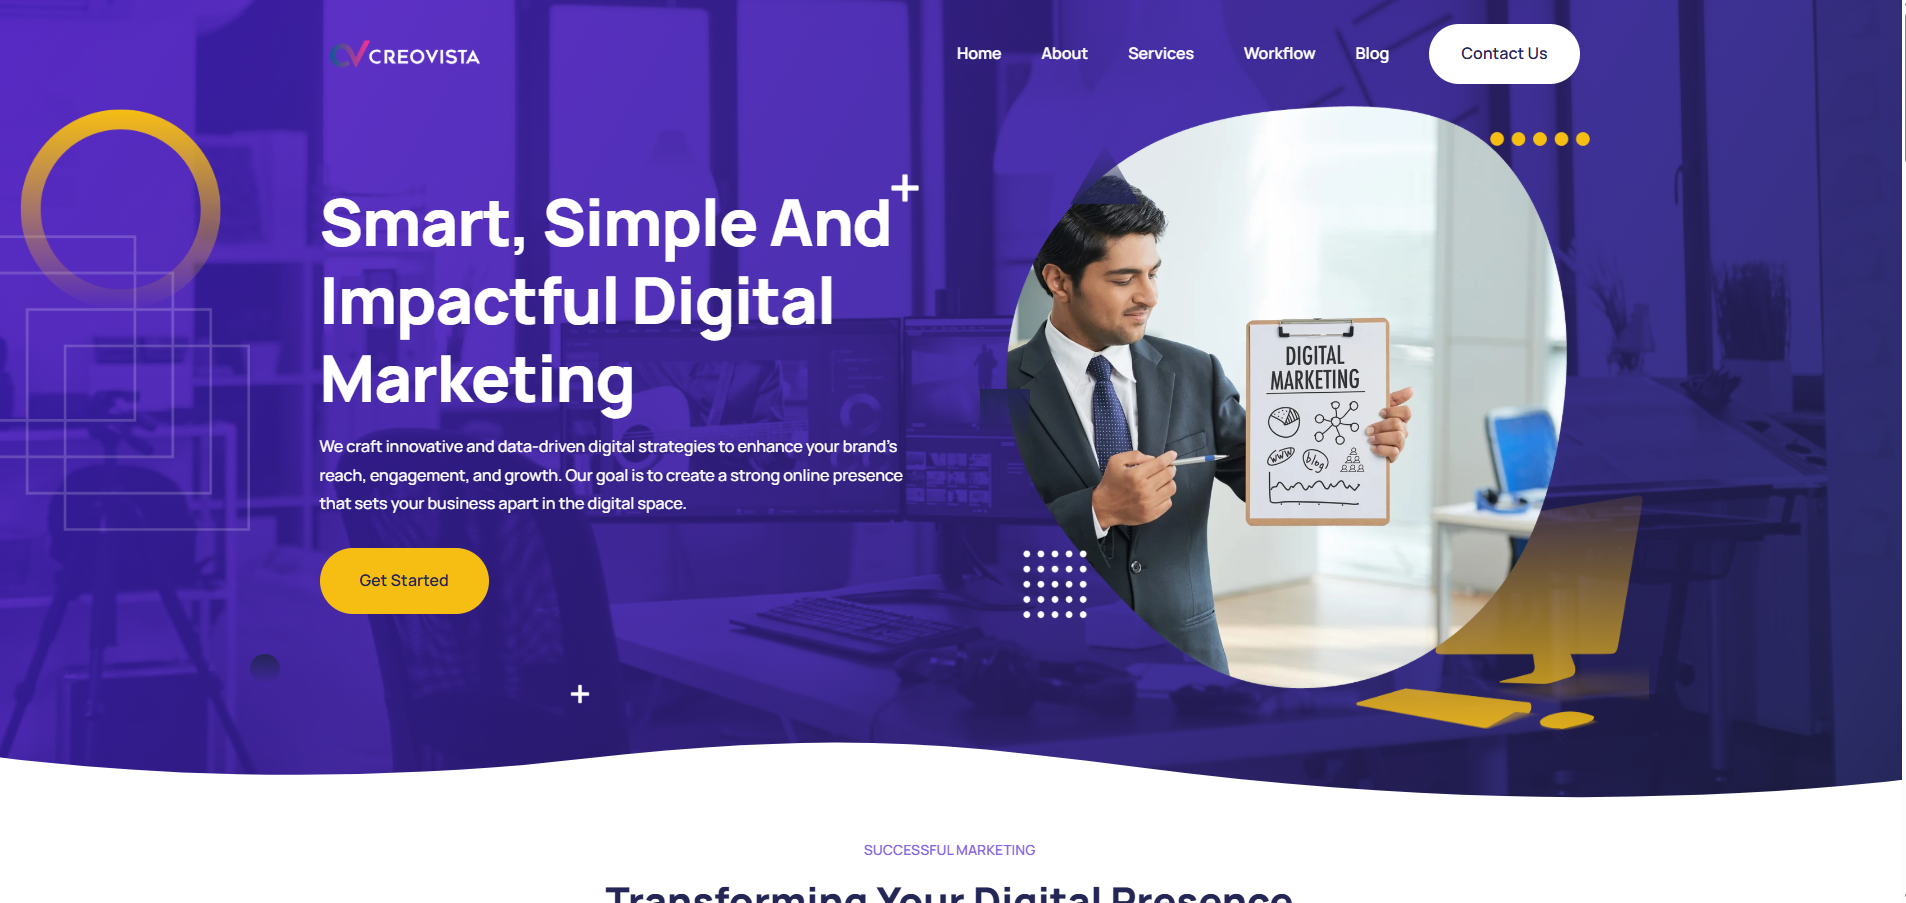 CREOVISTA
Home About Services Workflow Blog Contact Us
Smart, Simple And
Impactful Digital
Marketing
We craft innovative and data-driven digital strategies to enhance your brand's
reach, engagement, and growth. Our goal is to create a strong online presence
that sets your business apart in the digital space.
Get Started
DIGITAL
MARKETING
www
blog
SUCCESSFUL MARKETING
Transforming Your Digital Presence